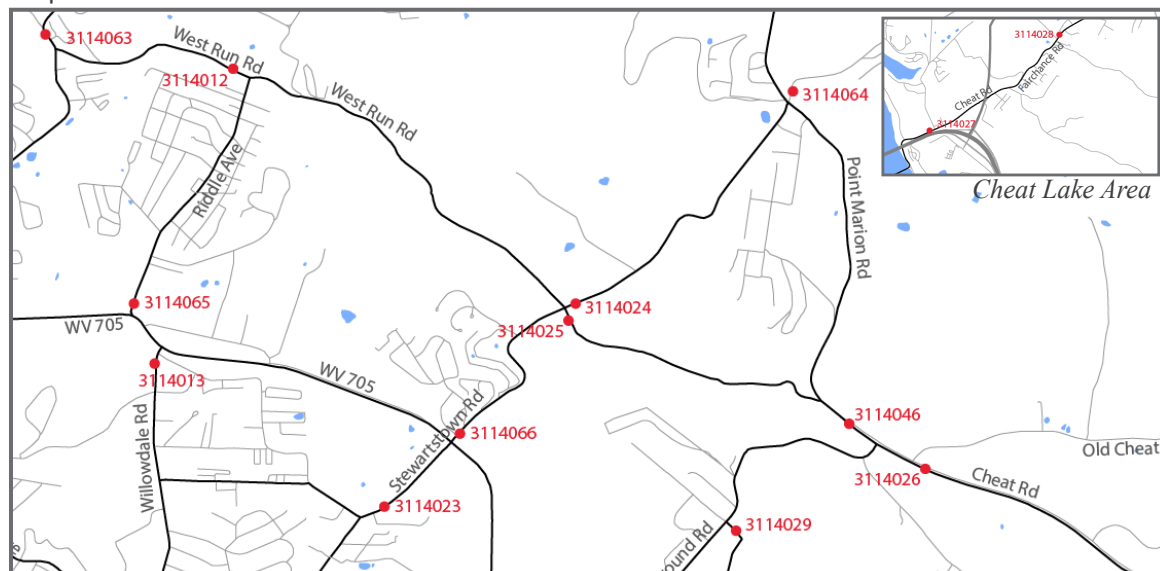 3114063
West Run Rd
3114012
West Run Rd
3114064
3114028
Fairchance Rd
Cheat Rd
3114027
Cheat Lake Area
Riddle Ave
Point Marion Rd
3114065
WV 705
3114024
3114025
3114013
WV 705
Willowdale Rd
Stewartstown Rd
3114066
3114046
Old Cheat
3114026
Cheat Rd
3114023
3114029
ound Rd